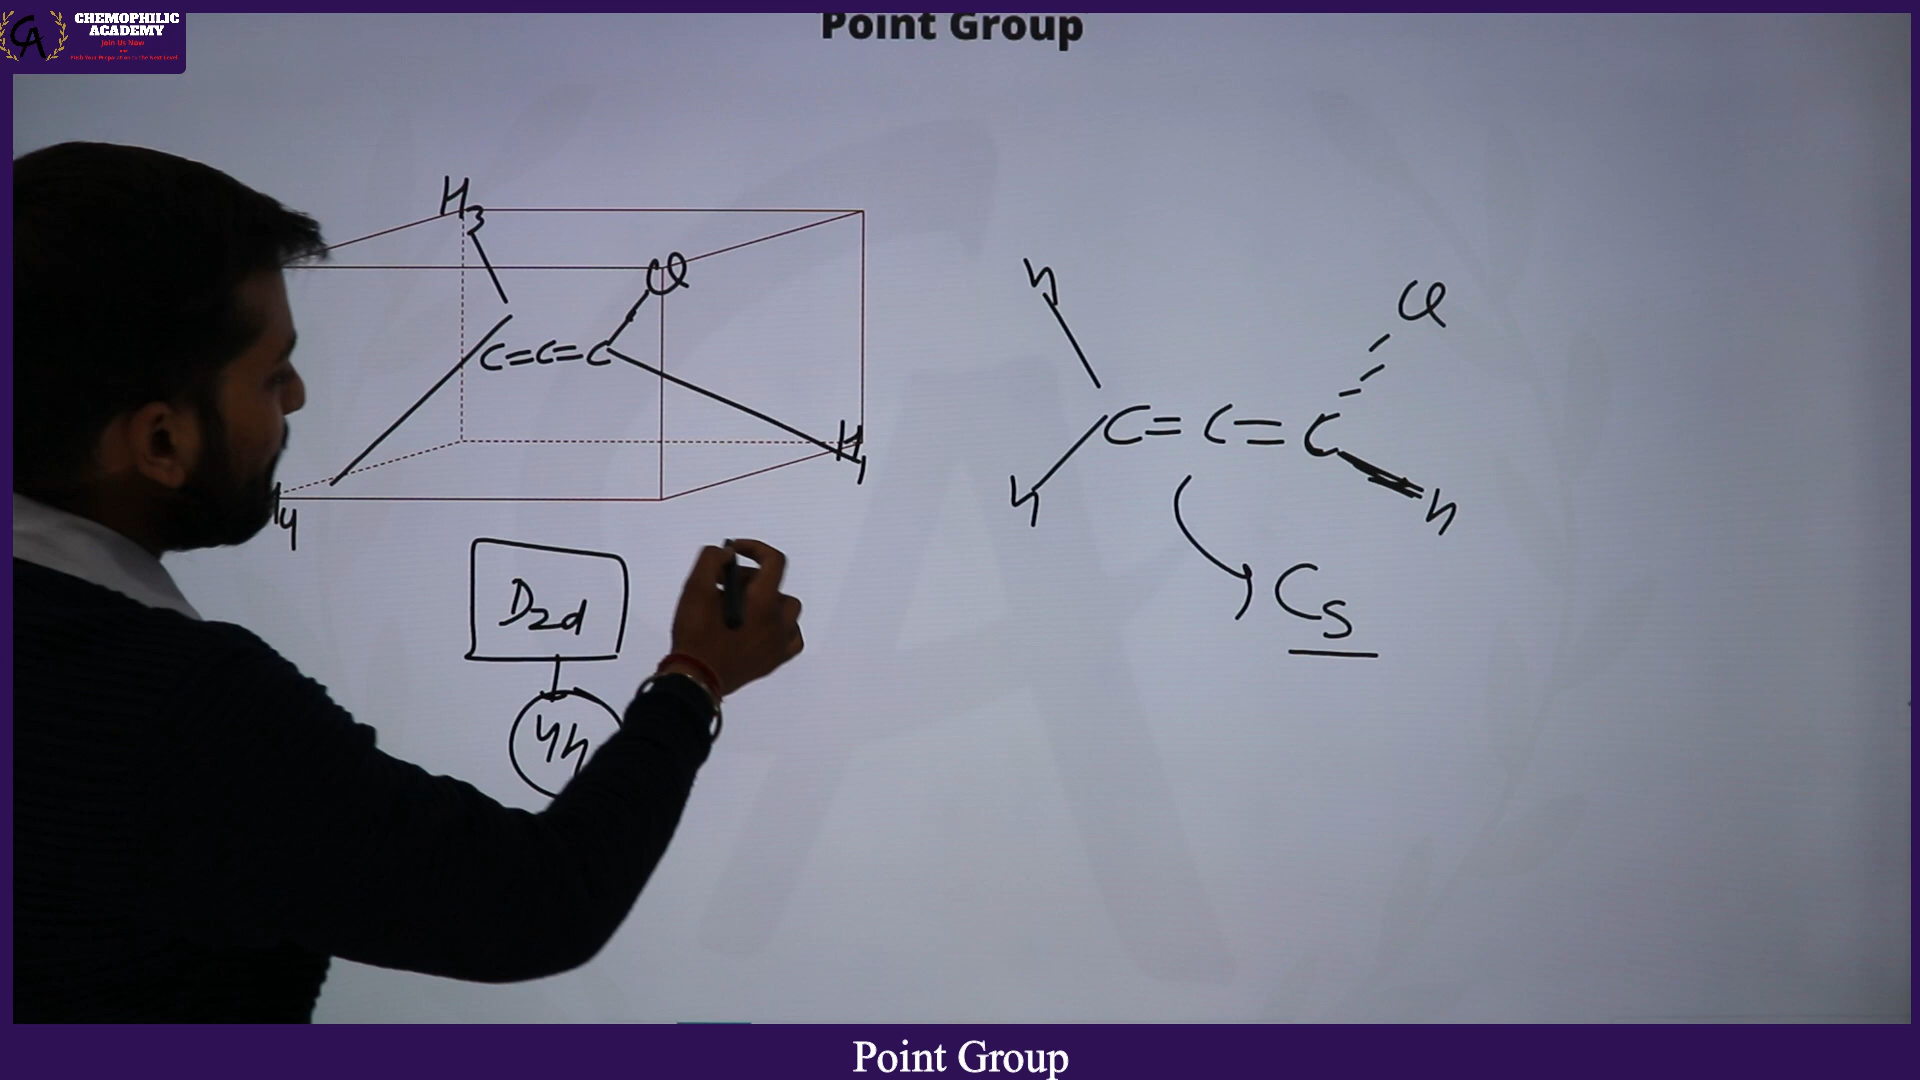 CHEMOPHILIC
ACADEMY
Join Us Now
Point Group
H3
Cl
C=C=C
H1
H4
D2d
4H
H
Cl
C=C=C
H
H
Cs
Point Group